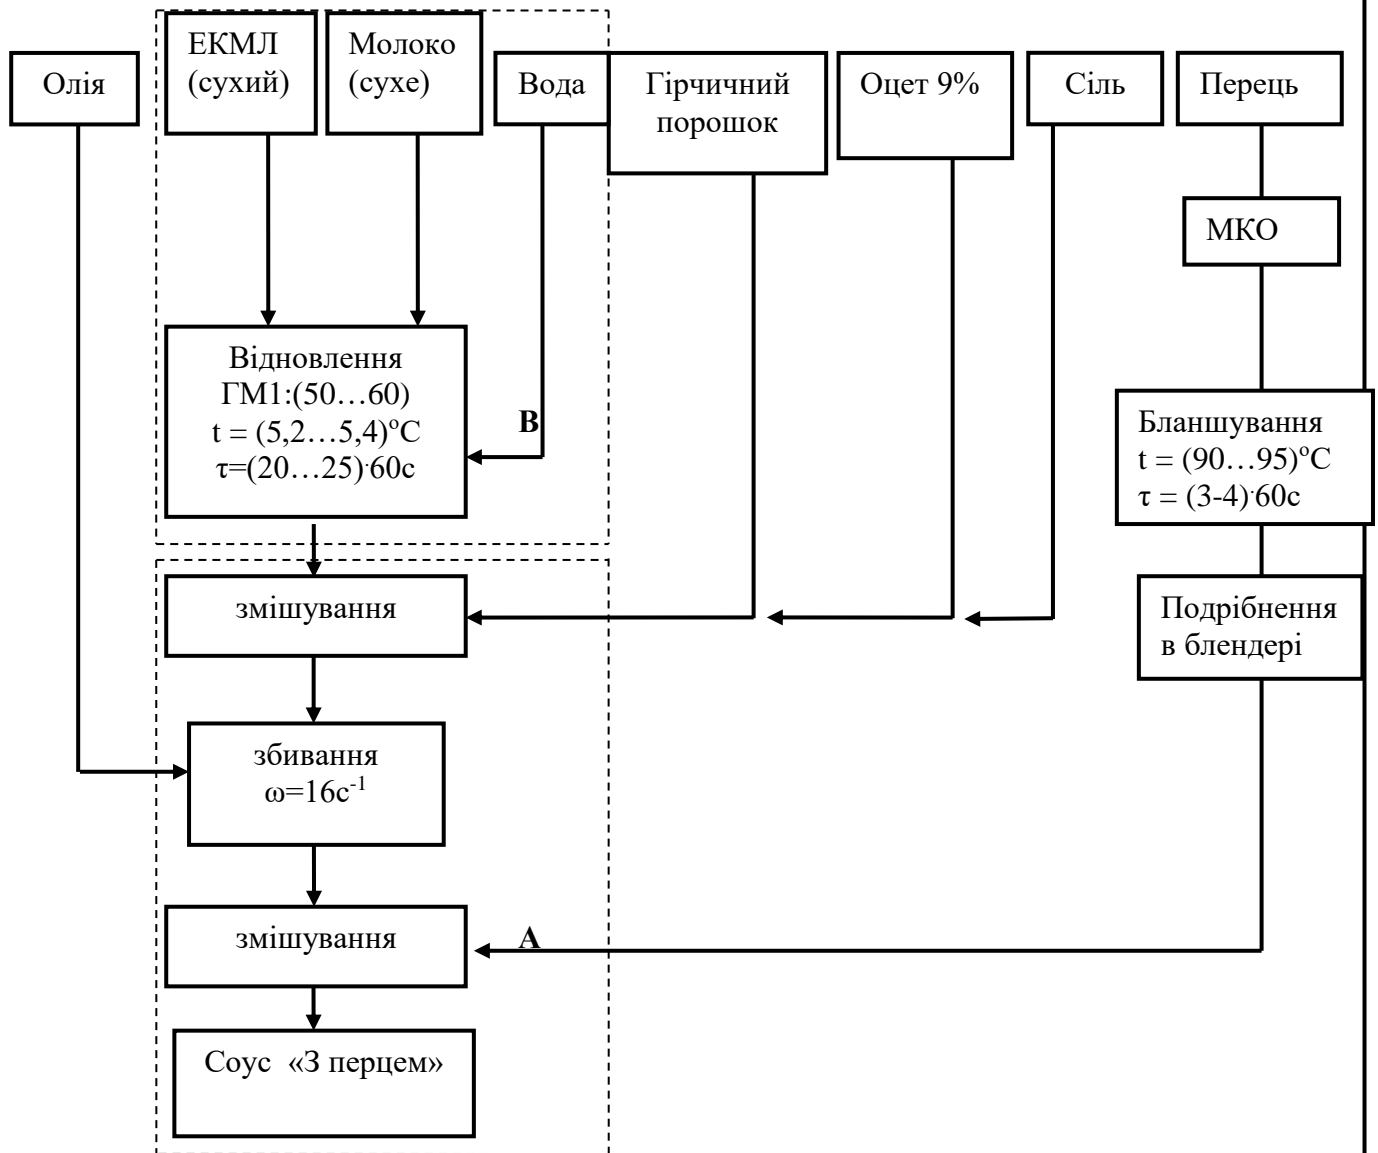 Олія
ЕКМЛ
(сухий)
Молоко
(сухе)
Вода
Гірчичний
порошок
Оцет 9%
Сіль
Перець
МКО
Відновлення
ГМ1:(50…60)
t = (5,2…5,4)°С
τ=(20…25)·60с
В
Бланшування
t = (90…95)°С
τ = (3-4)·60с
змішування
Подрібнення
в блендері
збивання
ω=16с⁻¹
змішування
А
Соус «З перцем»